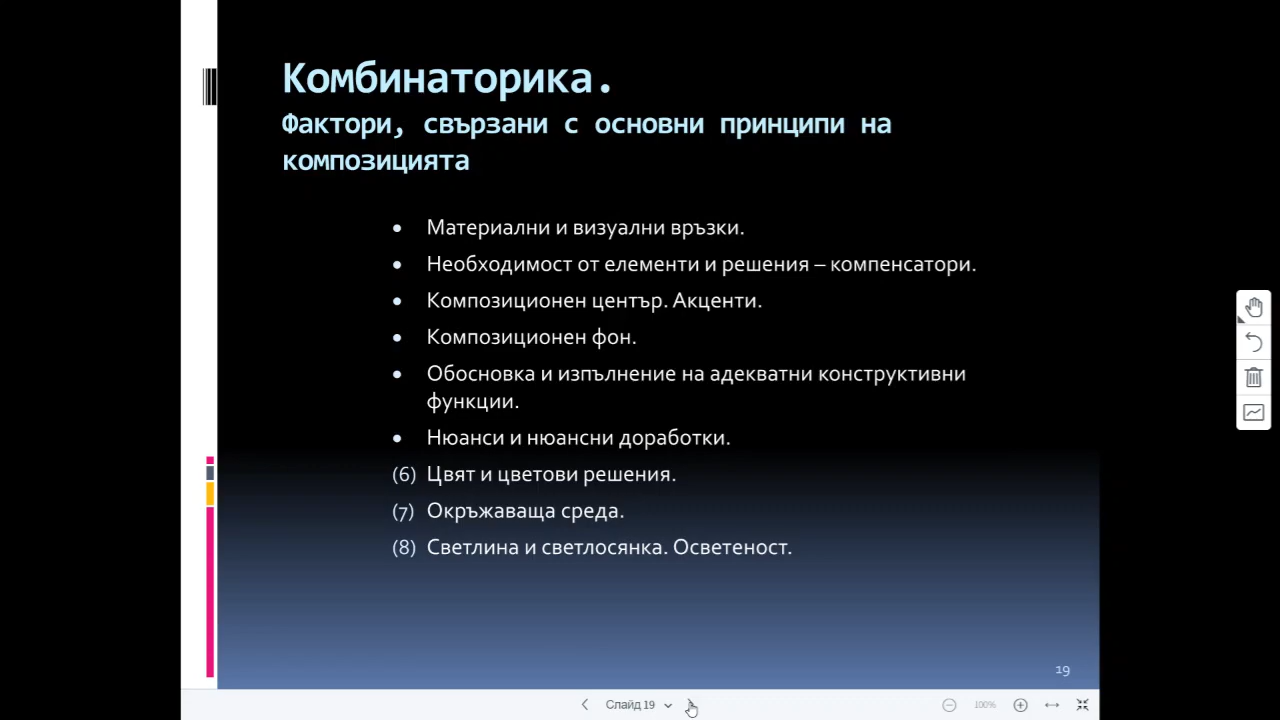 Комбинаторика.
Фактори, свързани с основни принципи на
композицията
• Материални и визуални връзки.
• Необходимост от елементи и решения – компенсатори.
• Композиционен център. Акценти.
• Композиционен фон.
• Обосновка и изпълнение на адекватни конструктивни
функции.
• Нюанси и нюансни доработки.
(6) Цвят и цветови решения.
(7) Окръжаваща среда.
(8) Светлина и светлосянка. Осветеност.
19
Слайд 19
100%